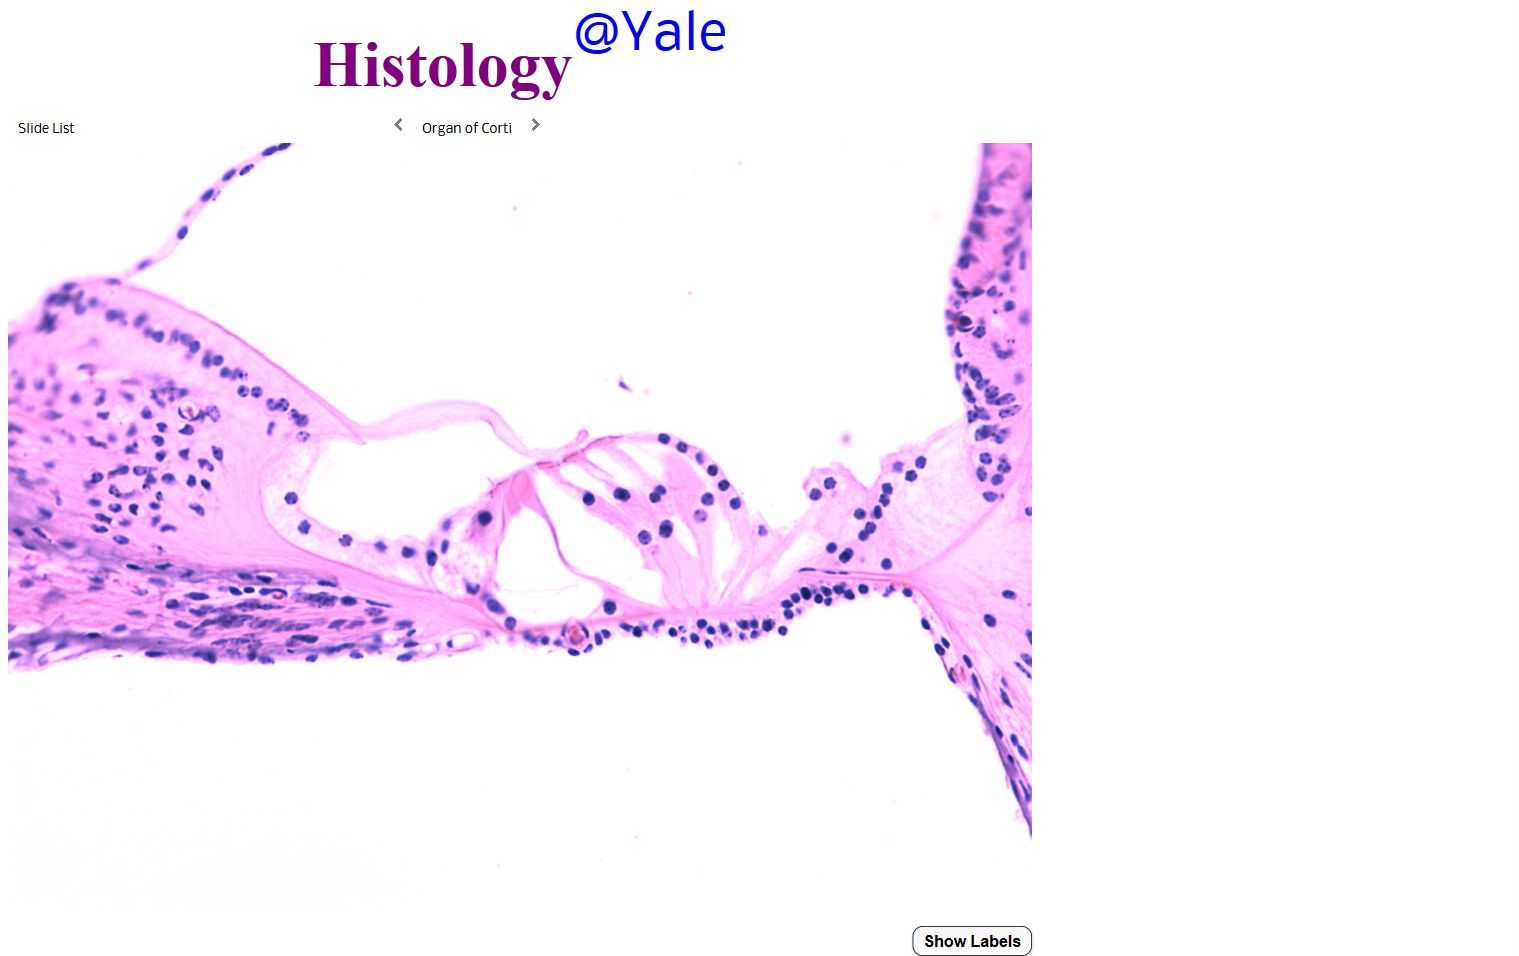 Histology@Yale
Slide List
Organ of Corti
Show Labels